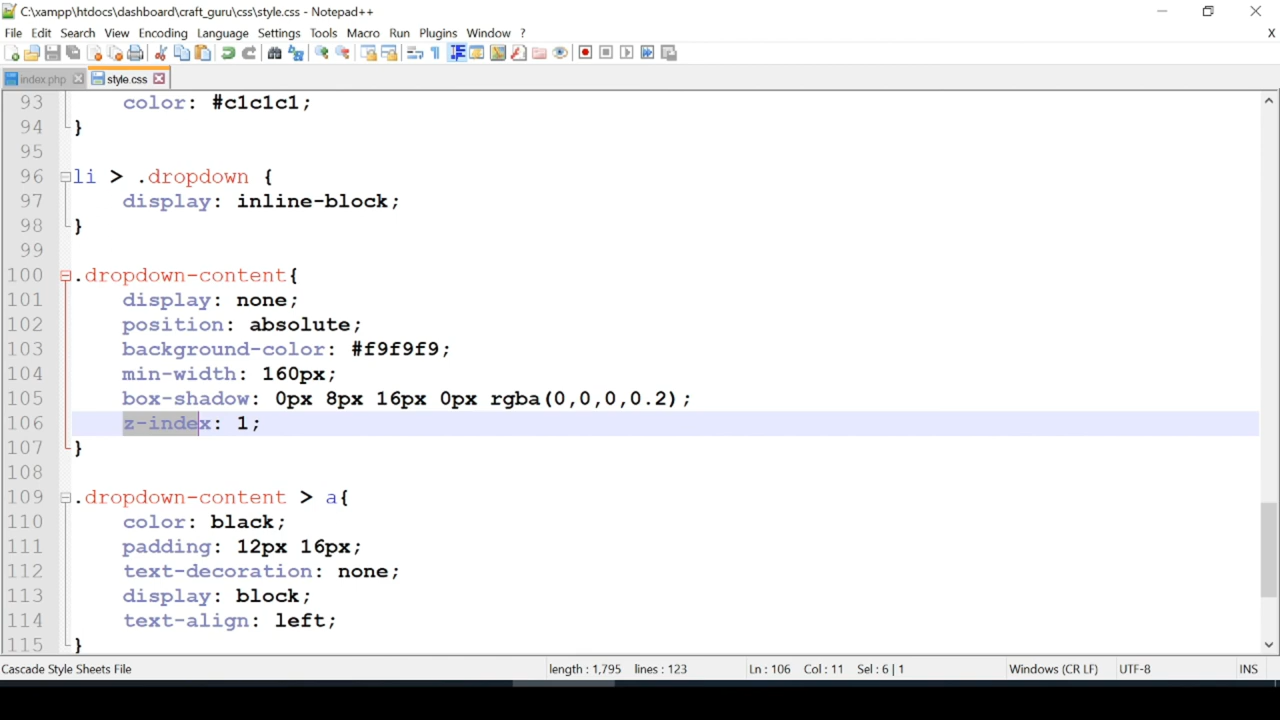 C:\xampp\htdocs\dashboard\craft_guru\css\style.css - Notepad++
File Edit Search View Encoding Language Settings Tools Macro Run Plugins Window ? X
index.php style.css
93 color: #c1c1c1;
94 }
95
96 li > .dropdown {
97 display: inline-block;
98 }
99
100 .dropdown-content{
101 display: none;
102 position: absolute;
103 background-color: #f9f9f9;
104 min-width: 160px;
105 box-shadow: 0px 8px 16px 0px rgba(0,0,0,0.2);
106 z-index: 1;
107 }
108
109 .dropdown-content > a{
110 color: black;
111 padding: 12px 16px;
112 text-decoration: none;
113 display: block;
114 text-align: left;
115 }
Cascade Style Sheets File length : 1,795 lines : 123 Ln : 106 Col : 11 Sel : 6 | 1 Windows (CR LF) UTF-8 INS